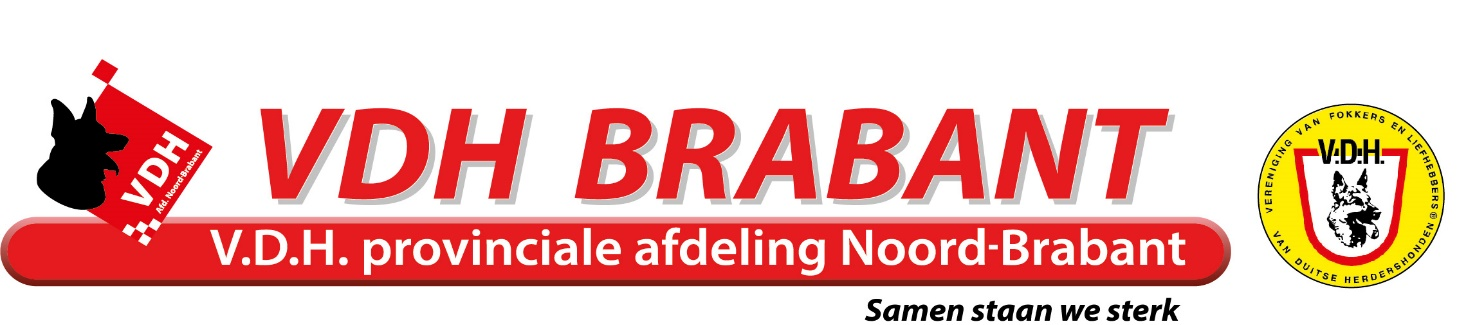 VDH
Afd. Noord-Brabant
VDH BRABANT
V.D.H. provinciale afdeling Noord-Brabant
Samen staan we sterk
VERENIGING VAN FOKKERS EN LIEFHEBBERS®
VAN DUITSE HERDERSHONDEN
V.D.H.